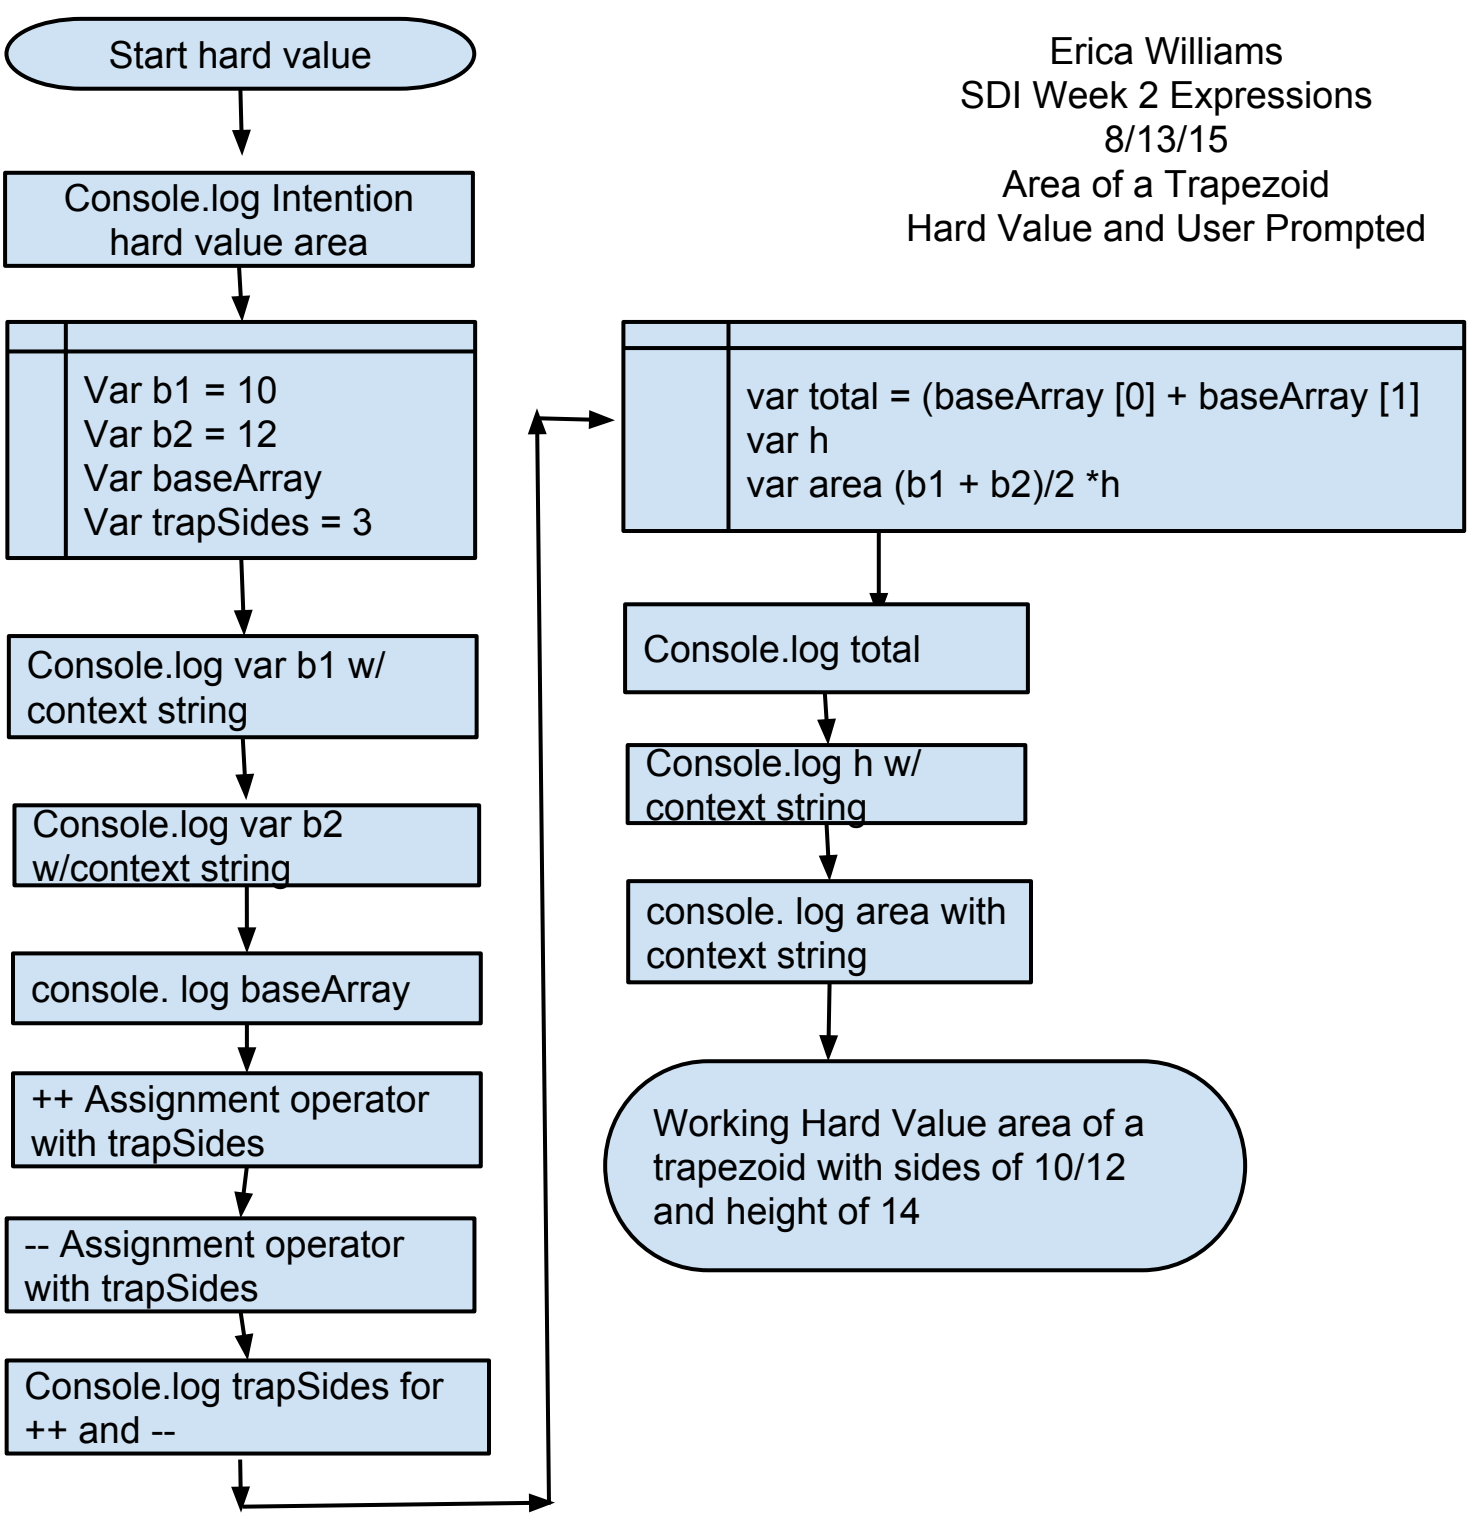 Start hard value
Erica Williams
SDI Week 2 Expressions
8/13/15
Area of a Trapezoid
Hard Value and User Prompted
Console.log Intention
hard value area
Var b1 = 10
Var b2 = 12
Var baseArray
Var trapSides = 3
Console.log var b1 w/
context string
Console.log var b2
w/context string
console. log baseArray
++ Assignment operator
with trapSides
-- Assignment operator
with trapSides
Console.log trapSides for
++ and --
var total = (baseArray [0] + baseArray [1]
var h
var area (b1 + b2)/2 *h
Console.log total
Console.log h w/
context string
console. log area with
context string
Working Hard Value area of a
trapezoid with sides of 10/12
and height of 14